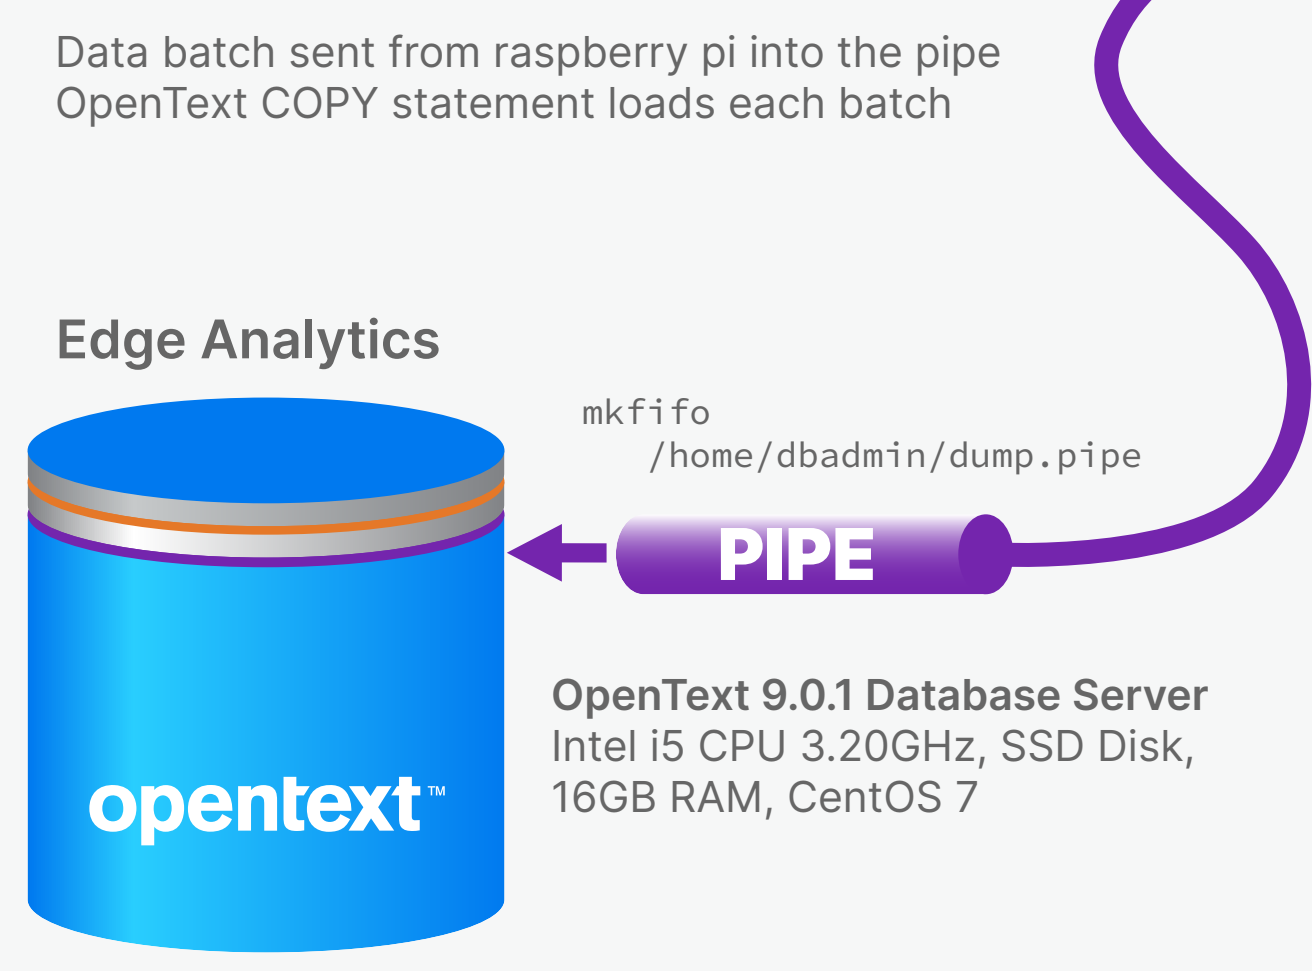 Data batch sent from raspberry pi into the pipe
OpenText COPY statement loads each batch
Edge Analytics
mkfifo
/home/dbadmin/dump.pipe
PIPE
OpenText 9.0.1 Database Server
Intel i5 CPU 3.20GHz, SSD Disk,
16GB RAM, CentOS 7
opentext™